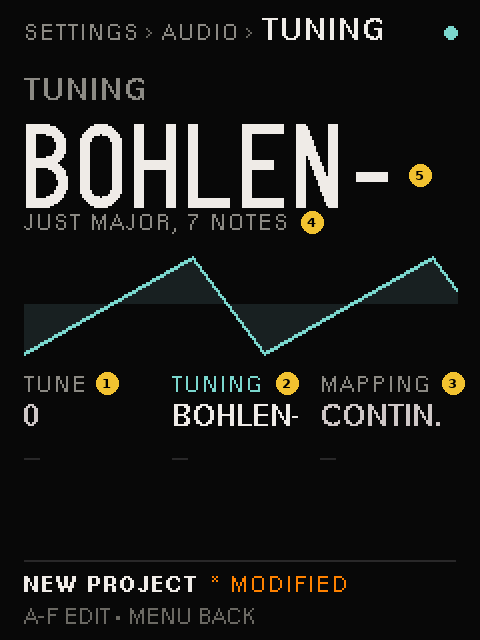 SETTINGS › AUDIO › TUNING
TUNING
BOHLEN- 5
JUST MAJOR, 7 NOTES 4
TUNE 1 TUNING 2 MAPPING 3
0 BOHLEN- CONTIN.
— — —
NEW PROJECT * MODIFIED
A-F EDIT · MENU BACK